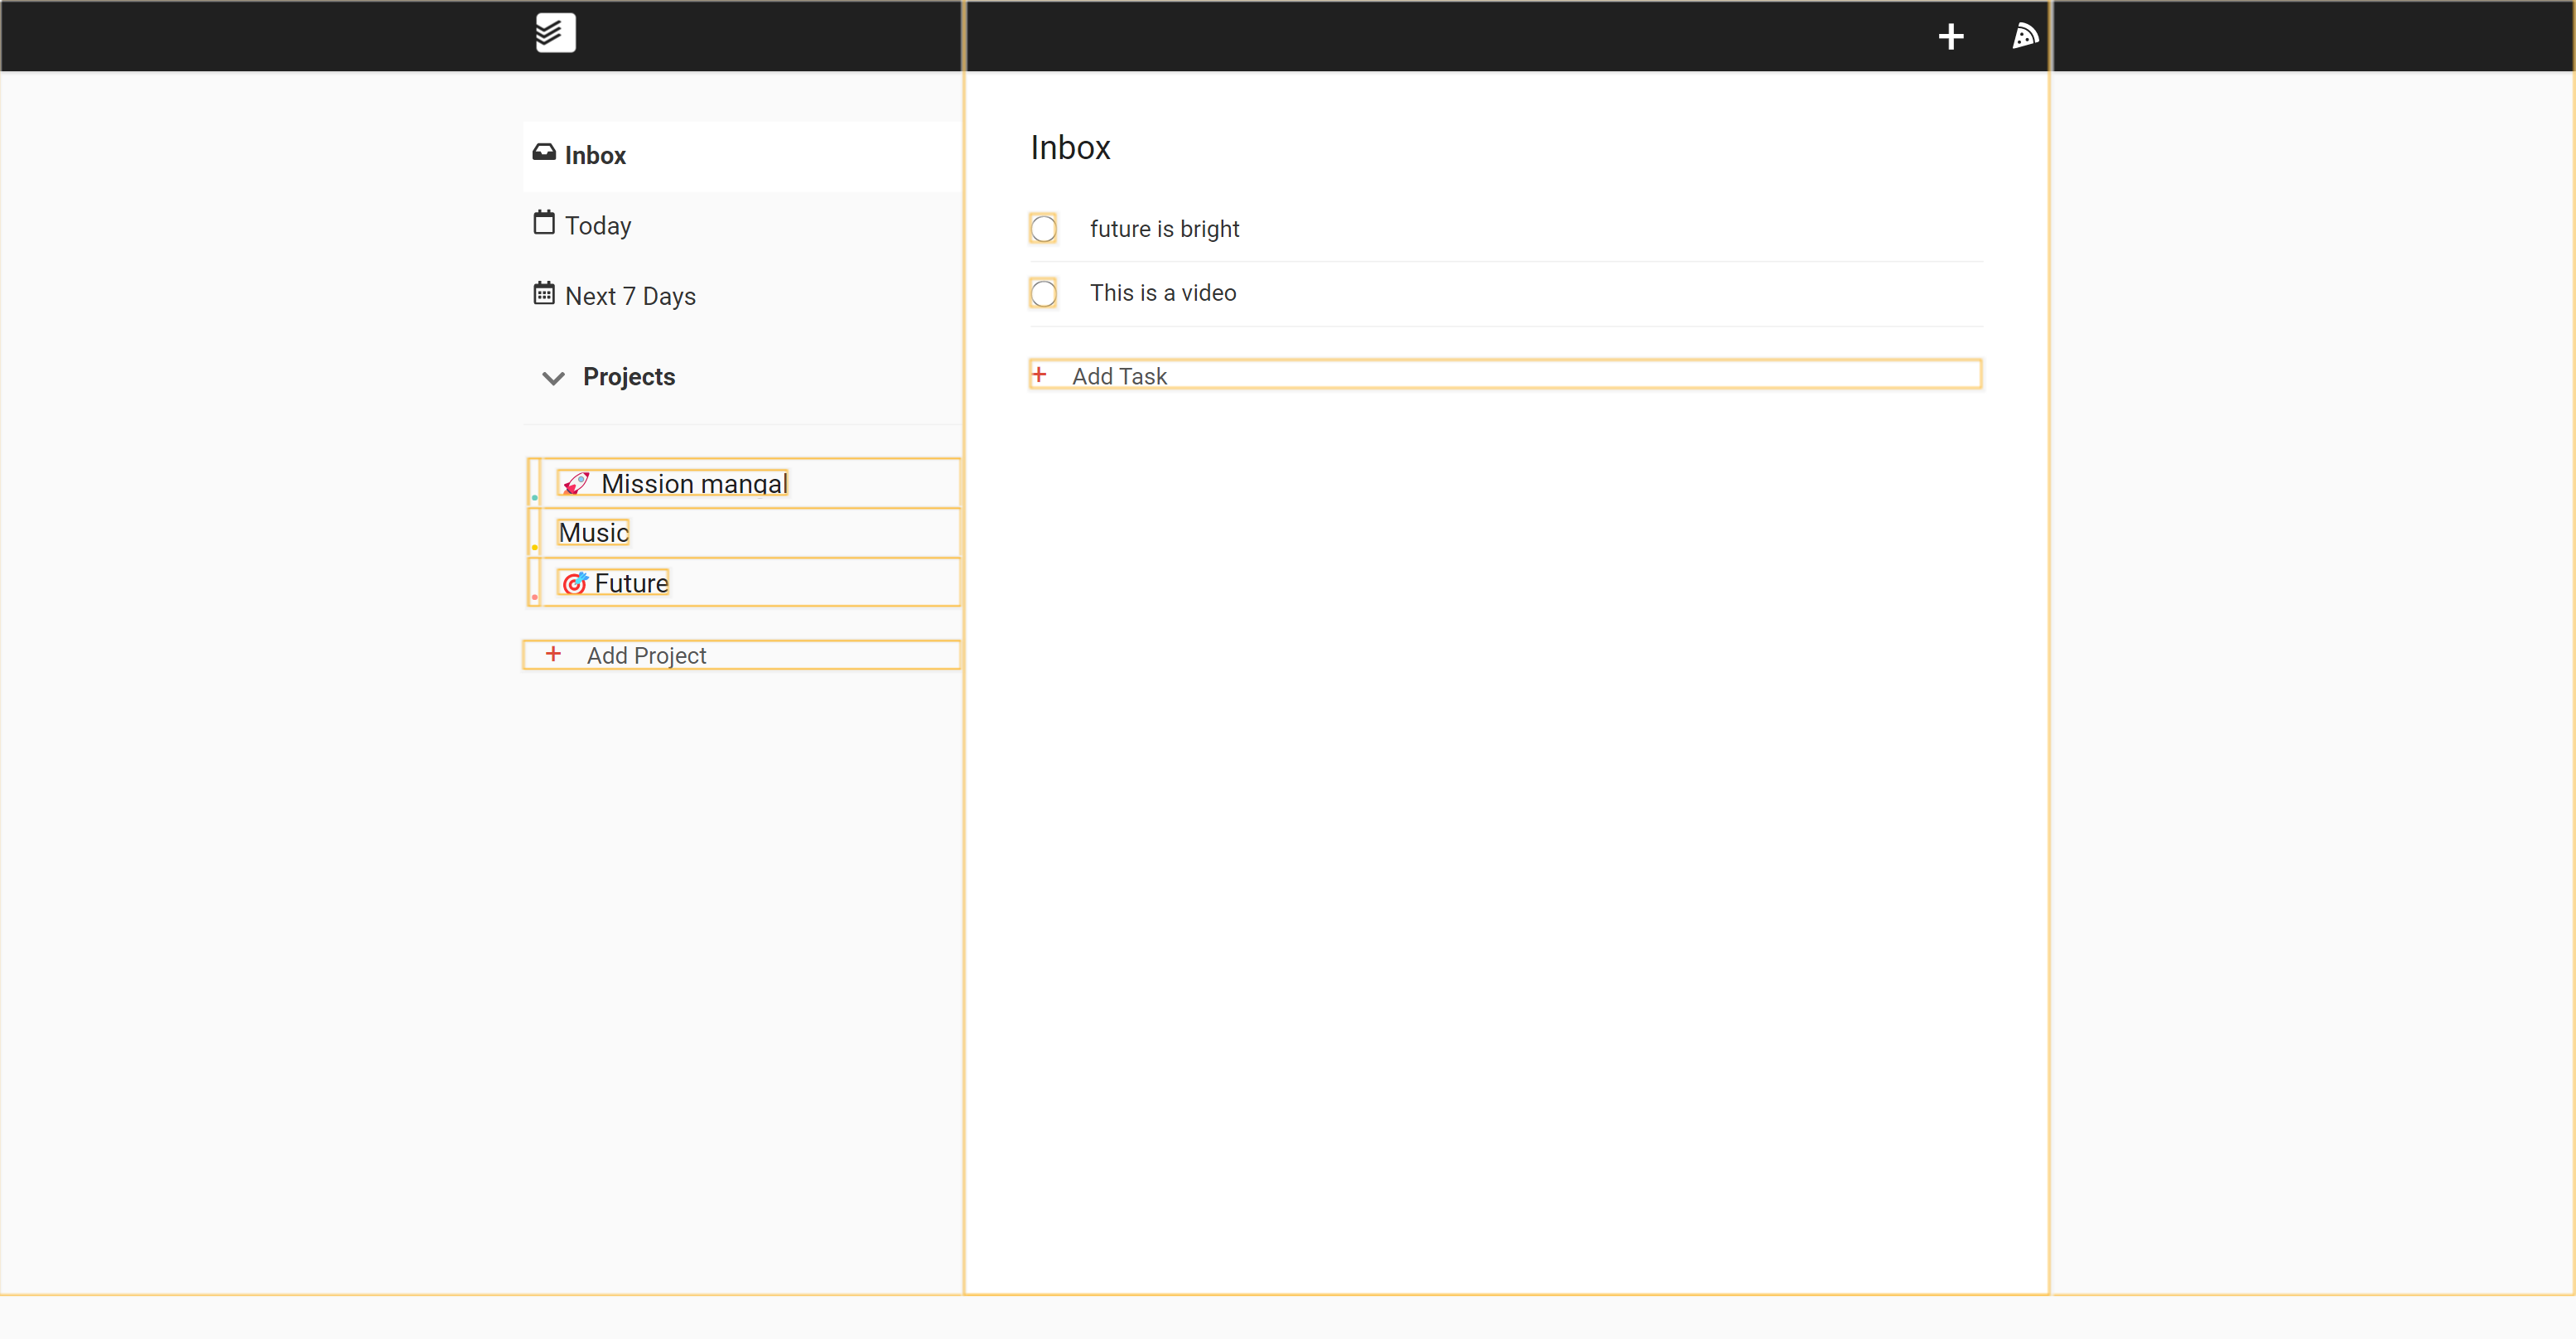 Inbox
Today
Next 7 Days
Projects
🚀 Mission mangal
Music
🎯 Future
+ Add Project
Inbox
future is bright
This is a video
+ Add Task